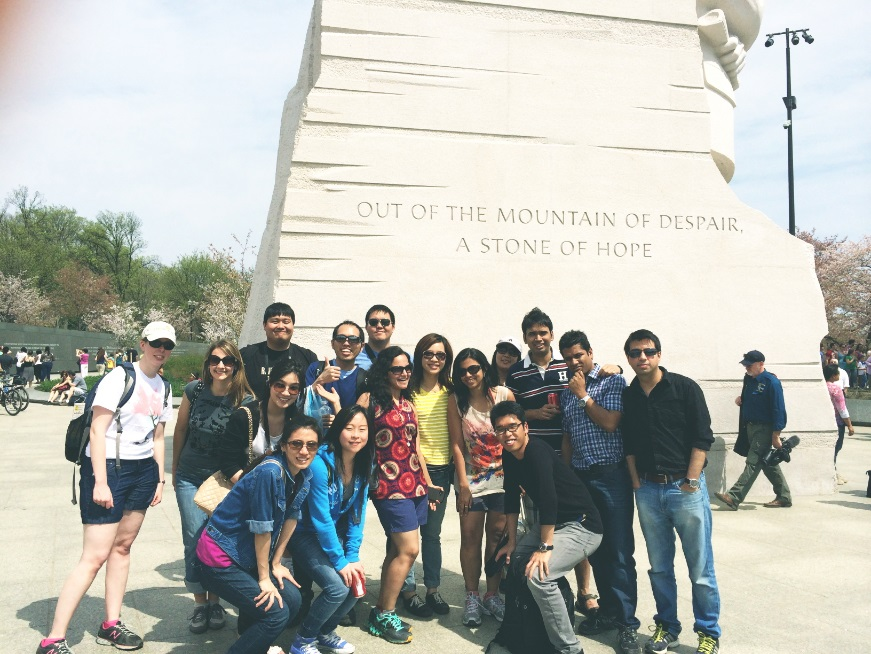 OUT OF THE MOUNTAIN OF DESPAIR,
A STONE OF HOPE
H